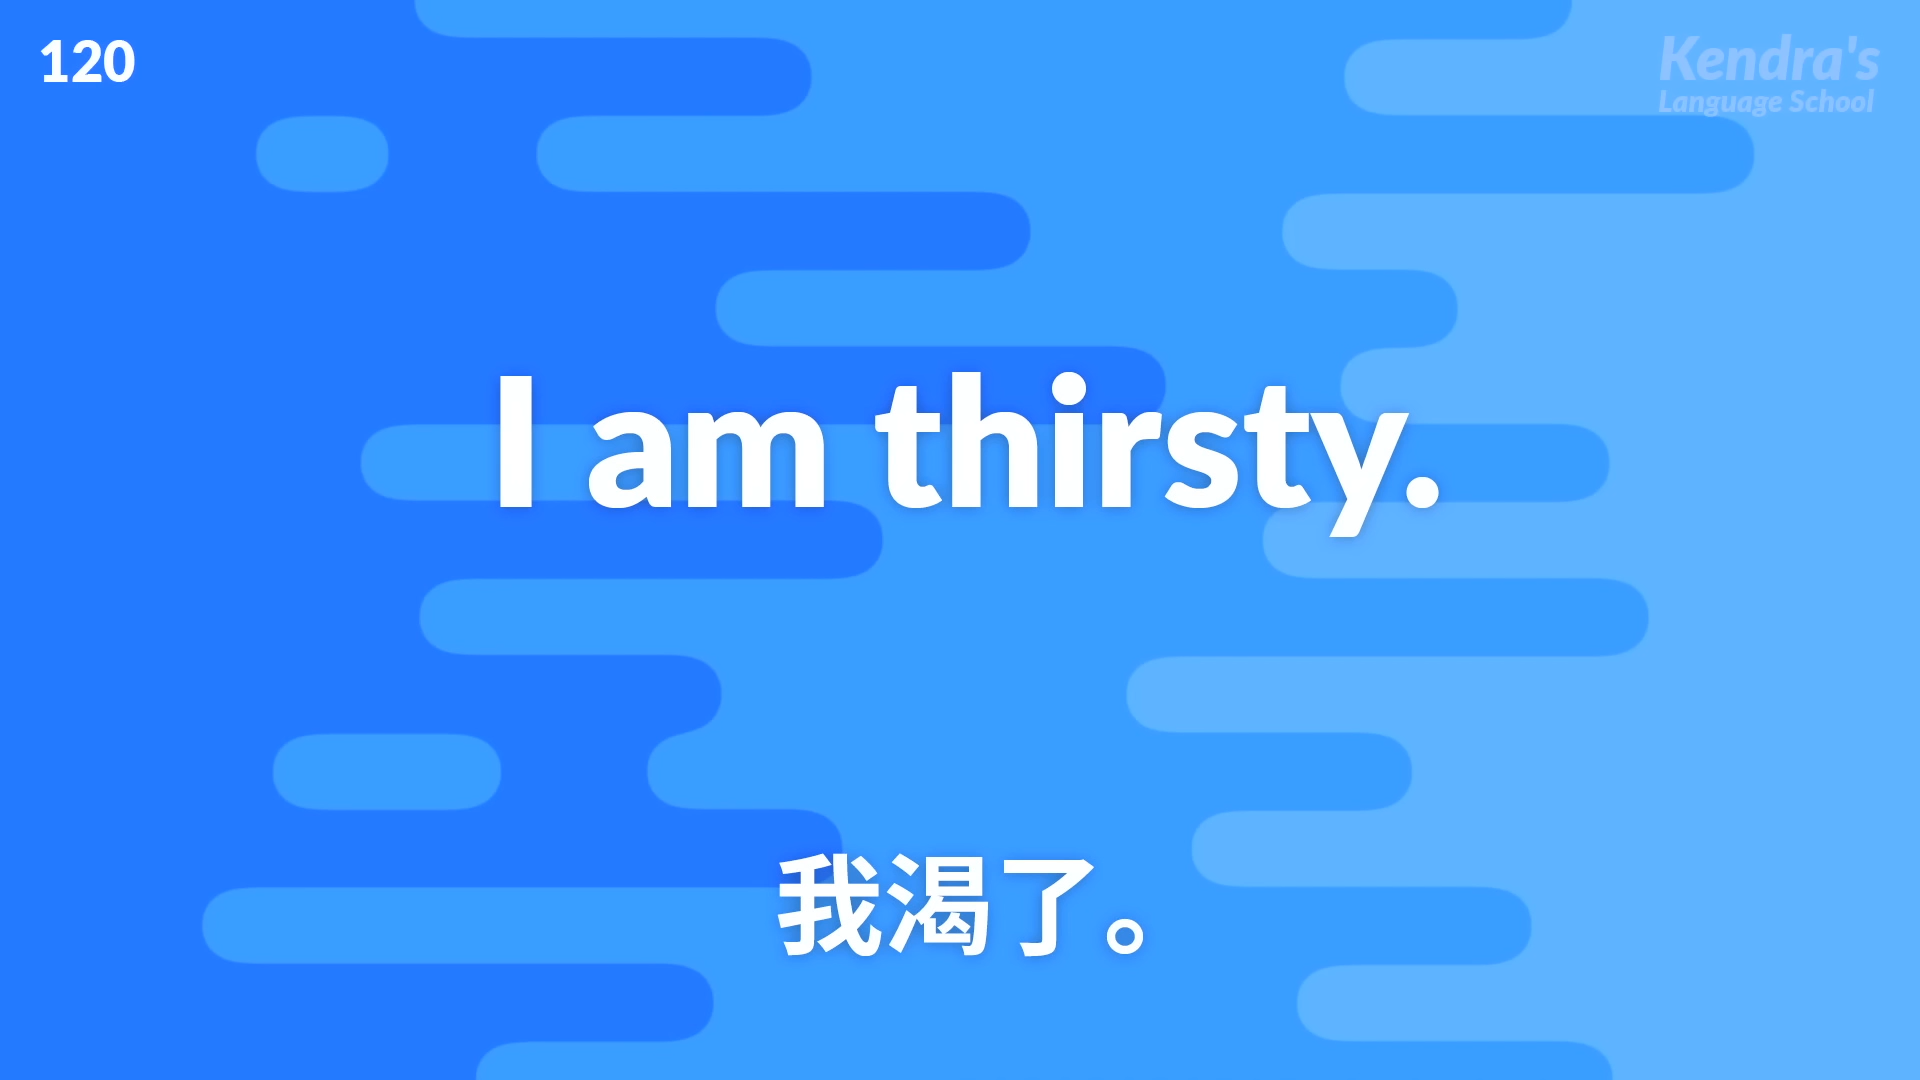 120
Kendra's
Language School
I am thirsty.
我渴了。